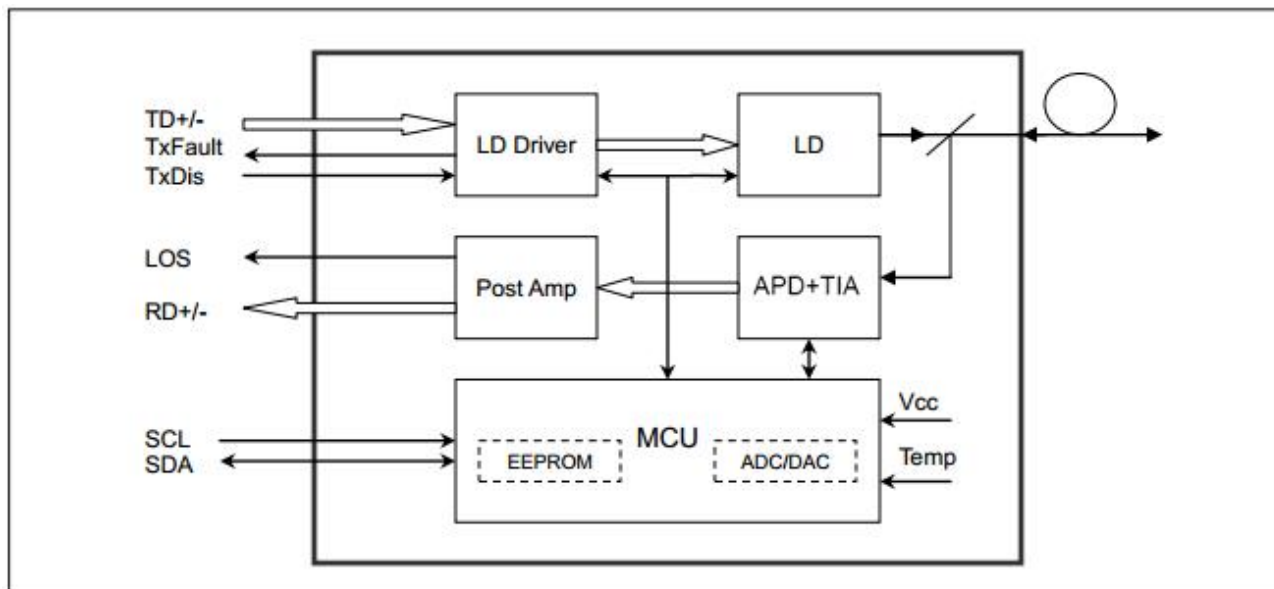 TD+/-
TxFault
TxDis
LD Driver
LD
LOS
RD+/-
Post Amp
APD+TIA
SCL
SDA
MCU
EEPROM
ADC/DAC
Vcc
Temp